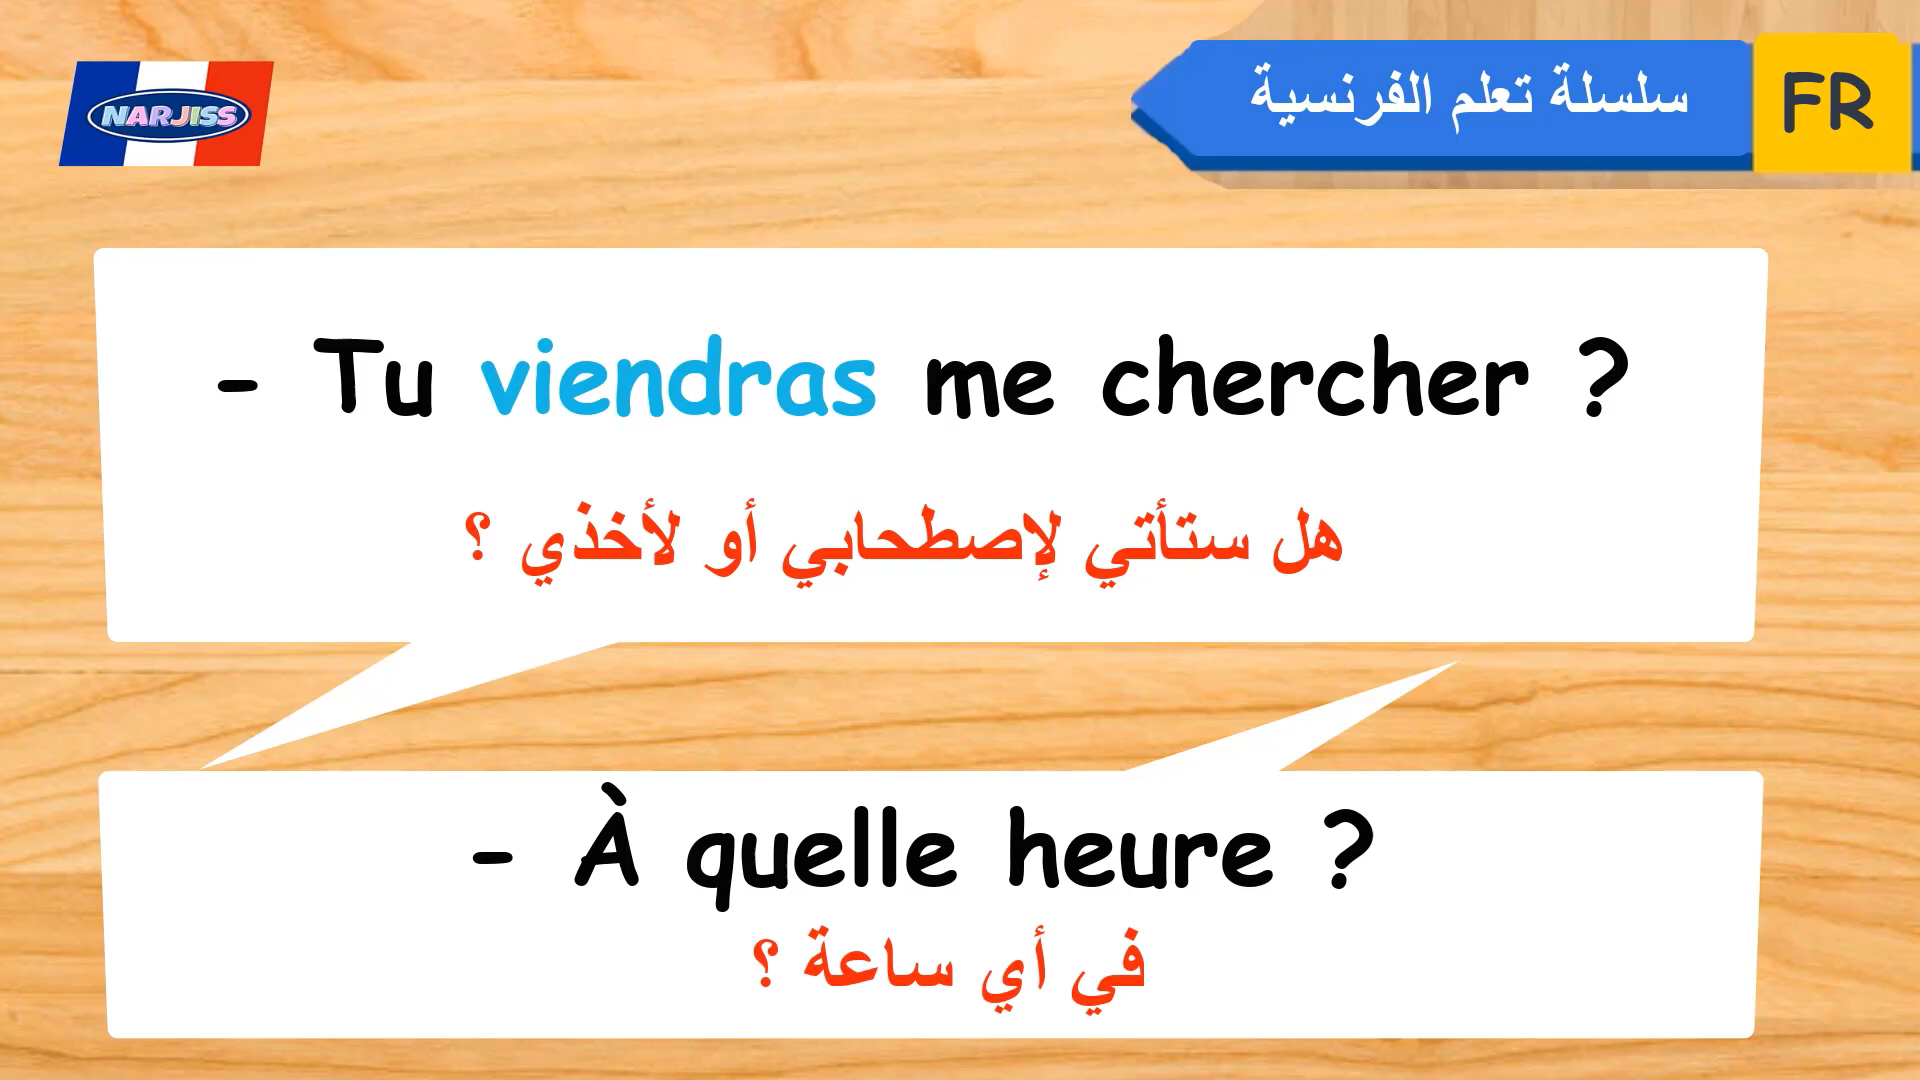 NARJISS
سلسلة تعلم الفرنسية
FR
- Tu viendras me chercher ?
هل ستأتي لإصطحابي أو لأخذي ؟
- À quelle heure ?
في أي ساعة ؟